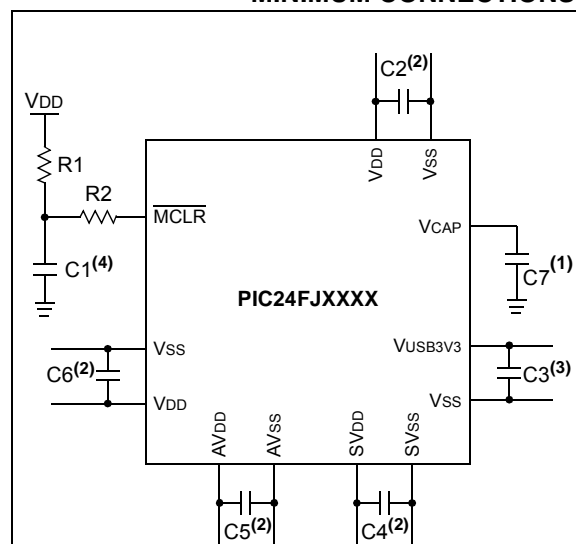 MINIMUM CONNECTIONS
C2(2)
VDD
R1
R2
VDD
VSS
MCLR
VCAP
C1(4)
C7(1)
PIC24FJXXXX
VSS
VUSB3V3
C6(2)
C3(3)
VDD
VSS
AVDD
AVSS
SVDD
SVSS
C5(2)
C4(2)